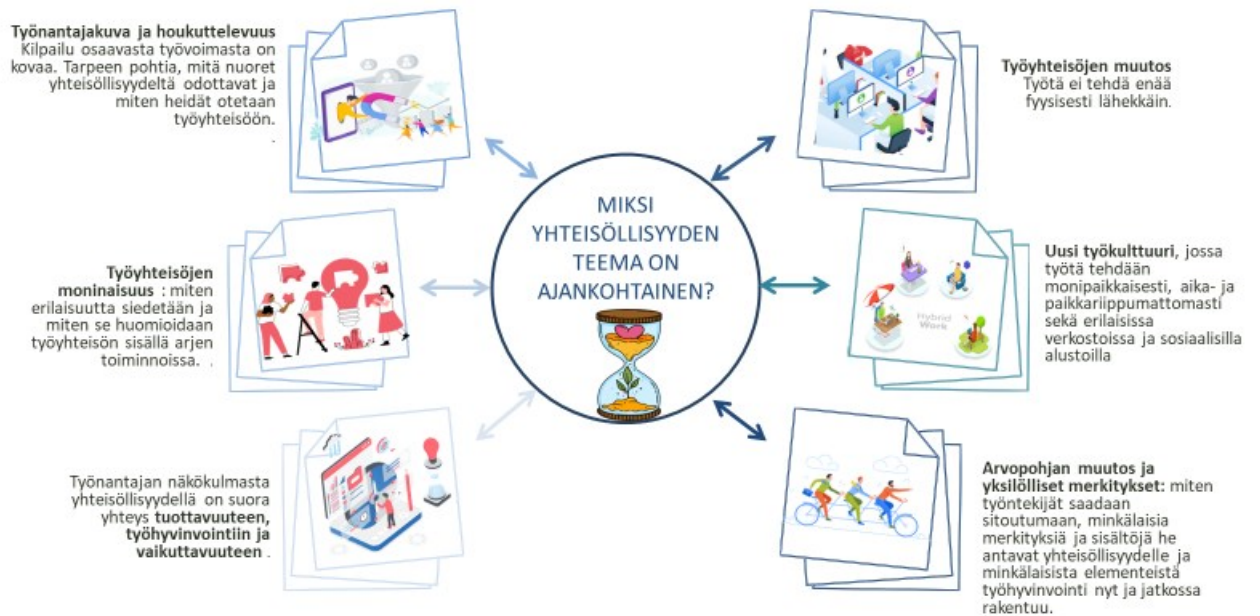 Työnantajakuva ja houkuttelevuus
Kilpailu osaavasta työvoimasta on
kovaa. Tarpeen pohtia, mitä nuoret
yhteisöllisyydeltä odottavat ja
miten heidät otetaan
työyhteisöön.
.
Työyhteisöjen muutos
Työtä ei tehdä enää
fyysisesti lähekkäin.
MIKSI
YHTEISÖLLISYYDEN
TEEMA ON
AJANKOHTAINEN?
Työyhteisöjen
moninaisuus : miten
erilaisuutta siedetään ja
miten se huomioidaan
työyhteisön sisällä arjen
toiminnoissa. .
Uusi työkulttuuri, jossa
työtä tehdään
monipaikkaisesti, aika- ja
paikkariippumattomasti
sekä erilaisissa
verkostoissa ja sosiaalisilla
alustoilla
Hybrid
Work
Työnantajan näkökulmasta
yhteisöllisyydellä on suora
yhteys tuottavuuteen,
työhyvinvointiin ja
vaikuttavuuteen .
Arvopohjan muutos ja
yksilölliset merkitykset: miten
työntekijät saadaan
sitoutumaan, minkälaisia
merkityksiä ja sisältöjä he
antavat yhteisöllisyydelle ja
minkälaisista elementeistä
työhyvinvointi nyt ja jatkossa
rakentuu.